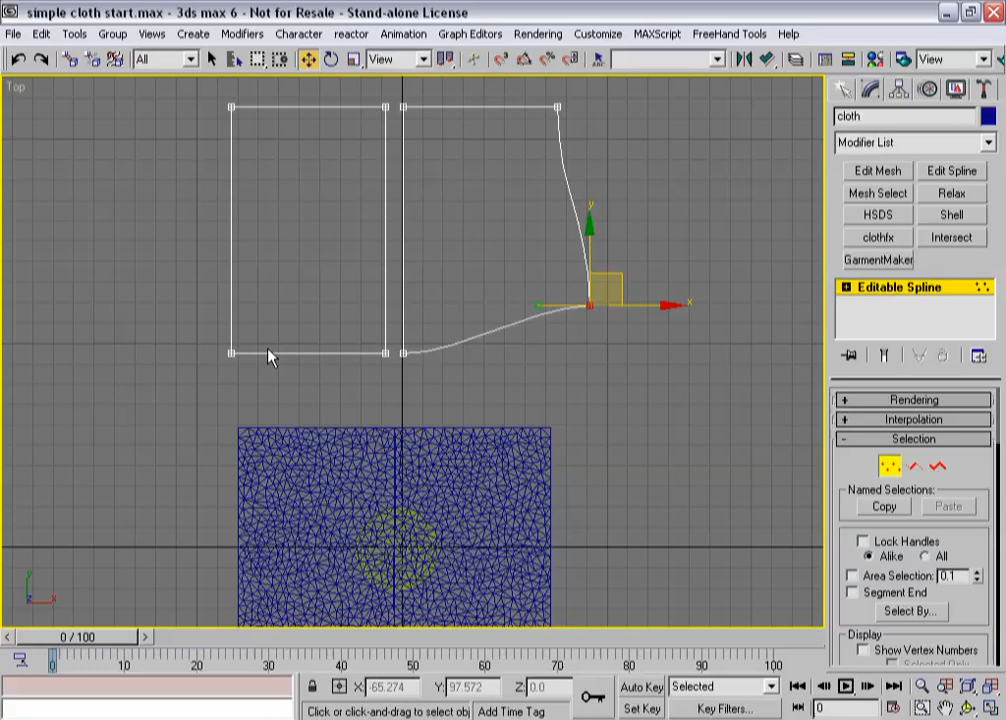 simple cloth start.max - 3ds max 6 - Not for Resale - Stand-alone License
File Edit Tools Group Views Create Modifiers Character reactor Animation Graph Editors Rendering Customize MAXScript FreeHand Tools Help
All View View
Top
cloth
Modifier List
Edit Mesh Edit Spline
Mesh Select Relax
HSDS Shell
clothfx Intersect
GarmentMaker
Editable Spline
y
x
+ Rendering
+ Interpolation
- Selection
Named Selections:
Copy Paste
Lock Handles
Alike All
Area Selection: 0.1
Segment End
Select By...
Display
Show Vertex Numbers
Selected Only
y
z x
< 0 / 100 >
0 10 20 30 40 50 60 70 80 90 100
X: -65.274 Y: 97.572 Z: 0.0 Auto Key Selected
Click or click-and-drag to select obj Add Time Tag Set Key Key Filters... 0